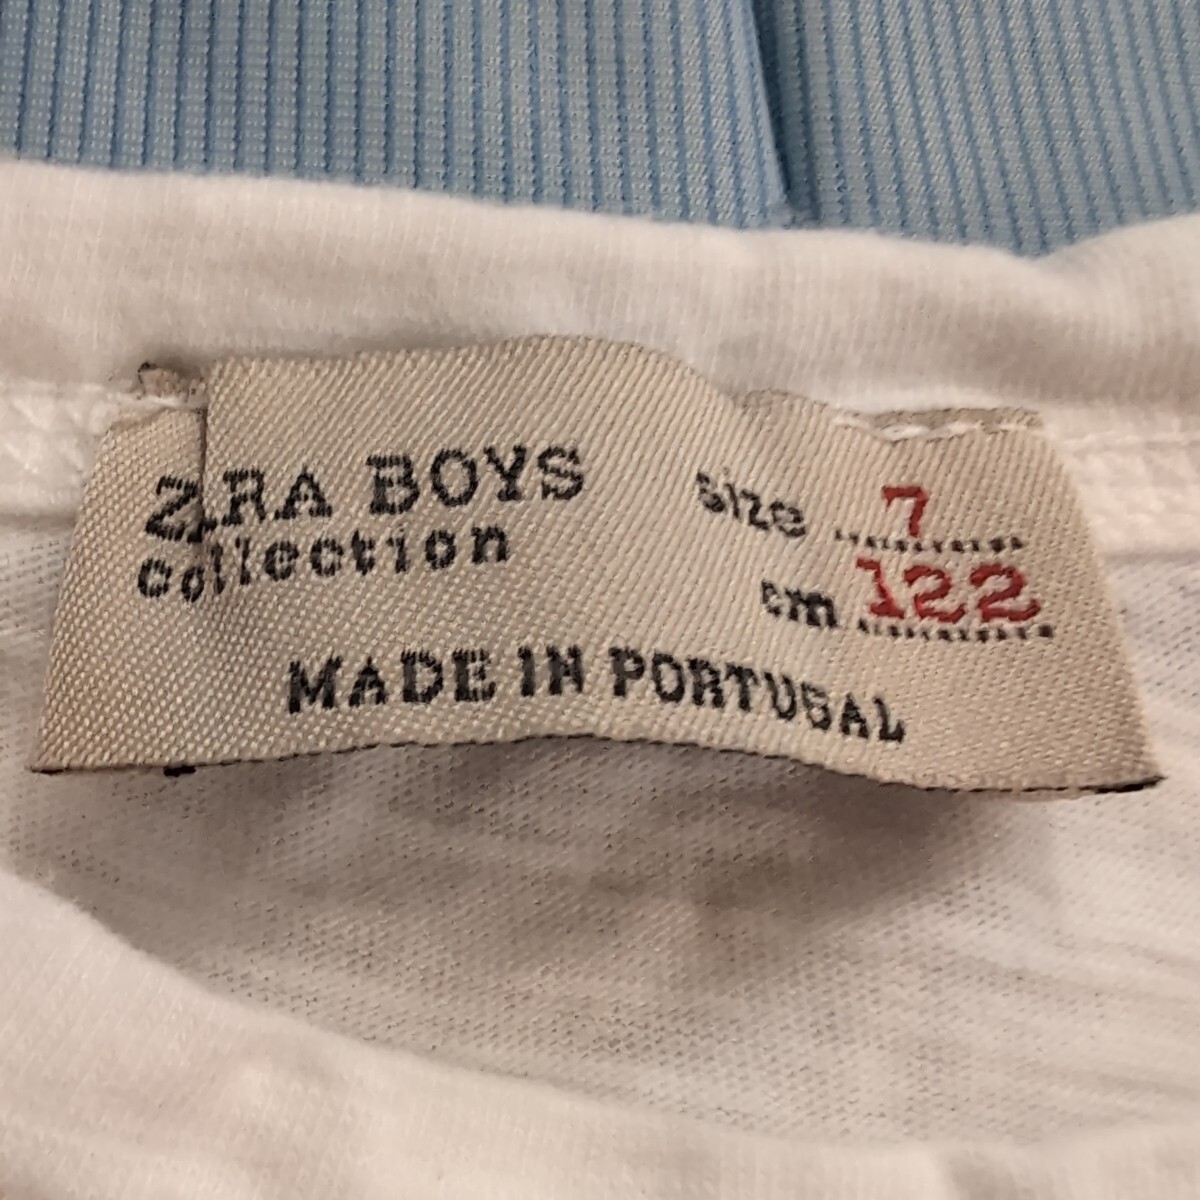 ZARA BOYS
collection
size 7
cm 122
MADE IN PORTUGAL